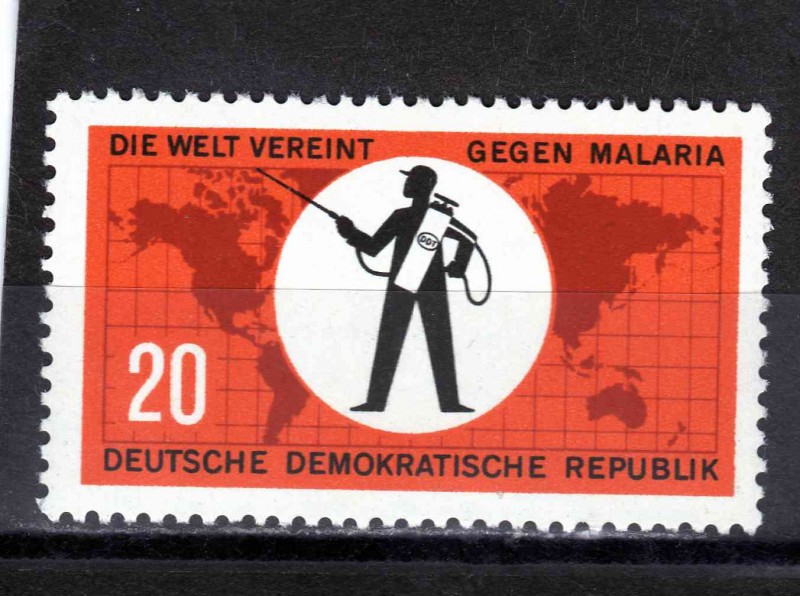 DIE WELT VEREINT GEGEN MALARIA
DDT
20
DEUTSCHE DEMOKRATISCHE REPUBLIK